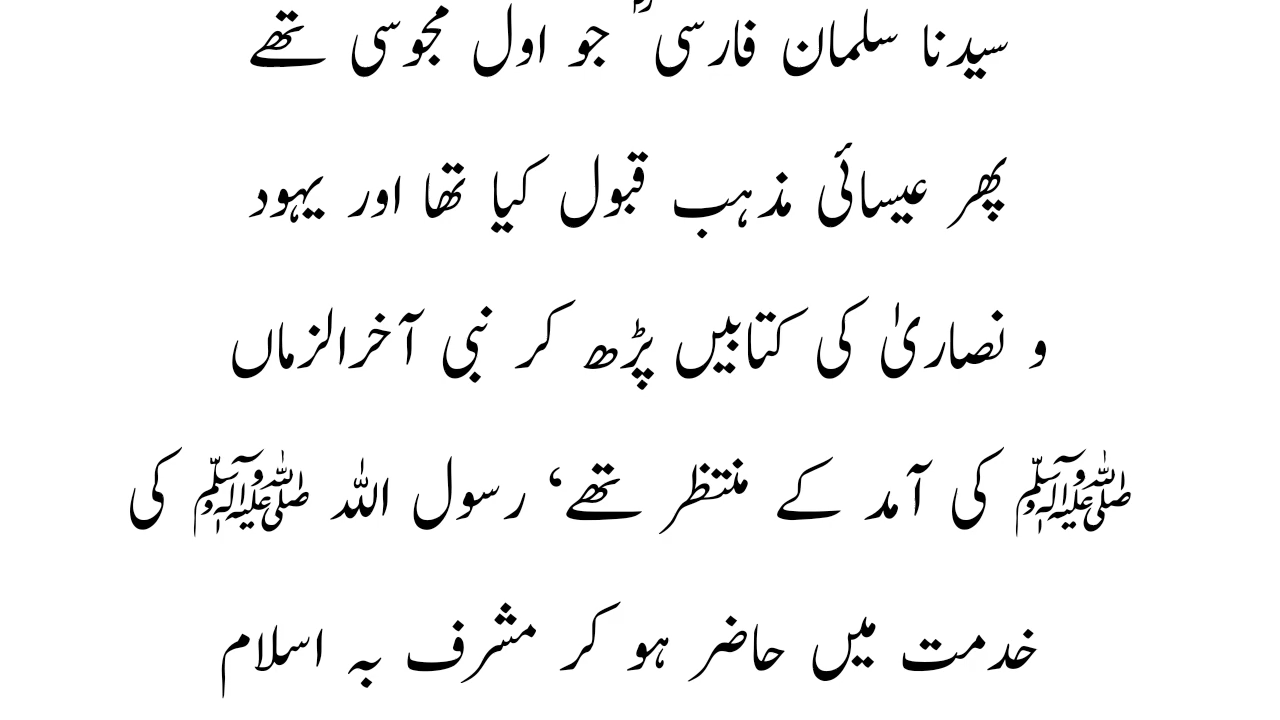 سیدنا سلمان فارسیؓ جو اول مجوسی تھے
پھر عیسائی مذہب قبول کیا تھا اور یہود
و نصاریٰ کی کتابیں پڑھ کر نبی آخرالزماں
ﷺ کی آمد کے منتظر تھے، رسول اللہ ﷺ کی
خدمت میں حاضر ہو کر مشرف بہ اسلام